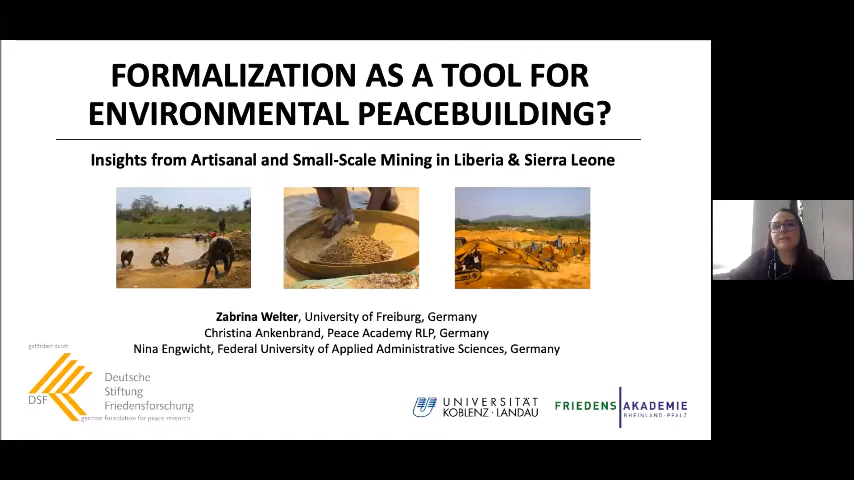 FORMALIZATION AS A TOOL FOR
ENVIRONMENTAL PEACEBUILDING?
Insights from Artisanal and Small-Scale Mining in Liberia & Sierra Leone
Zabrina Welter, University of Freiburg, Germany
Christina Ankenbrand, Peace Academy RLP, Germany
Nina Engwicht, Federal University of Applied Administrative Sciences, Germany
gefördert durch
DSF
Deutsche
Stiftung
Friedensforschung
german foundation for peace research
UNIVERSITÄT
KOBLENZ · LANDAU
FRIEDENS AKADEMIE
RHEINLAND-PFALZ